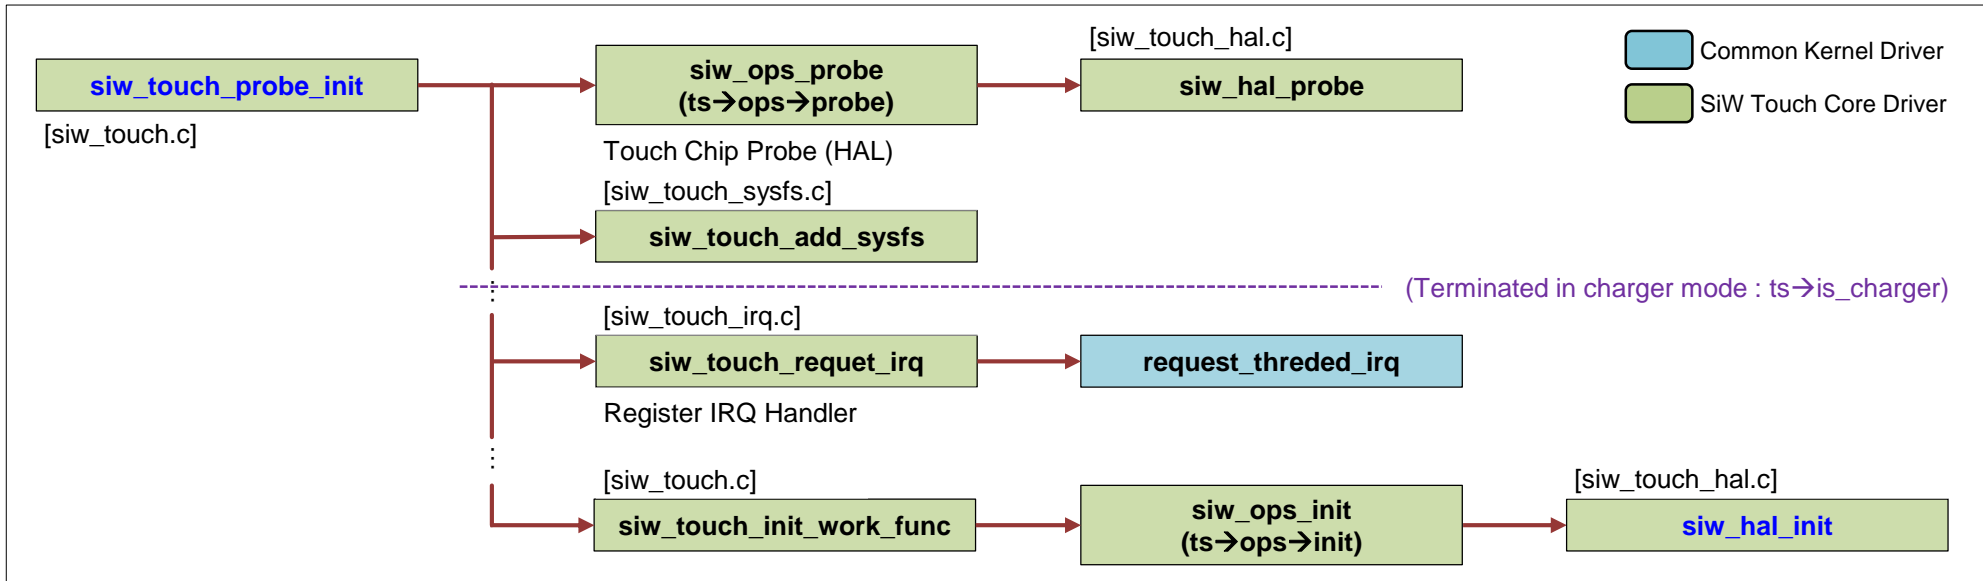 [siw_touch_hal.c]
Common Kernel Driver
siw_touch_probe_init
siw_ops_probe
(ts→ops→probe)
siw_hal_probe
SiW Touch Core Driver
[siw_touch.c]
Touch Chip Probe (HAL)
[siw_touch_sysfs.c]
siw_touch_add_sysfs
(Terminated in charger mode : ts→is_charger)
[siw_touch_irq.c]
siw_touch_requet_irq
request_threded_irq
Register IRQ Handler
[siw_touch.c]
[siw_touch_hal.c]
siw_touch_init_work_func
siw_ops_init
(ts→ops→init)
siw_hal_init